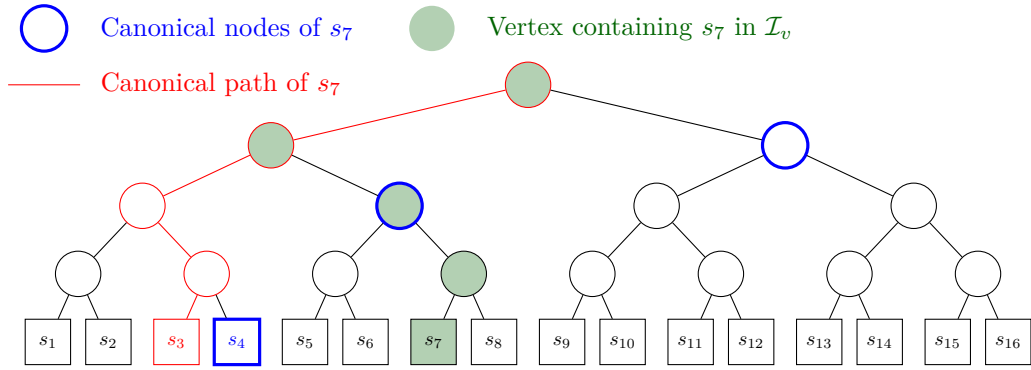 Canonical nodes of s₇ Vertex containing s₇ in 𝓘ᵥ
Canonical path of s₇
s₁ s₂ s₃ s₄ s₅ s₆ s₇ s₈ s₉ s₁₀ s₁₁ s₁₂ s₁₃ s₁₄ s₁₅ s₁₆